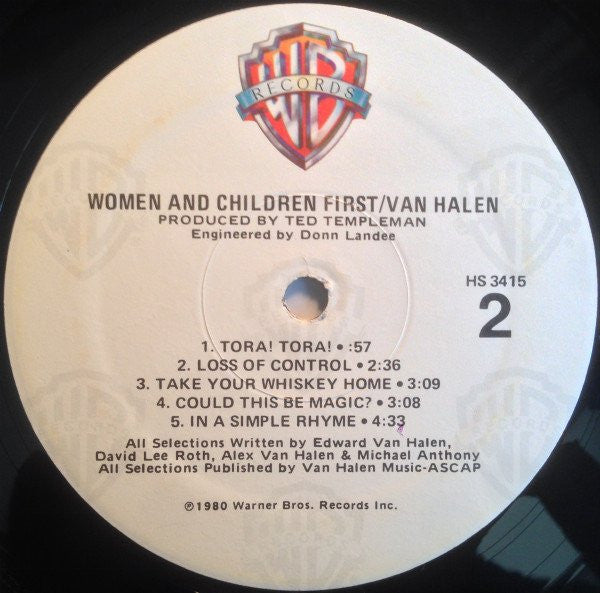 WB
RECORDS
WOMEN AND CHILDREN FIRST/VAN HALEN
PRODUCED BY TED TEMPLEMAN
Engineered by Donn Landee
HS 3415
2
1. TORA! TORA! • :57
2. LOSS OF CONTROL • 2:36
3. TAKE YOUR WHISKEY HOME • 3:09
4. COULD THIS BE MAGIC? • 3:08
5. IN A SIMPLE RHYME • 4:33
All Selections Written by Edward Van Halen,
David Lee Roth, Alex Van Halen & Michael Anthony
All Selections Published by Van Halen Music-ASCAP
℗1980 Warner Bros. Records Inc.